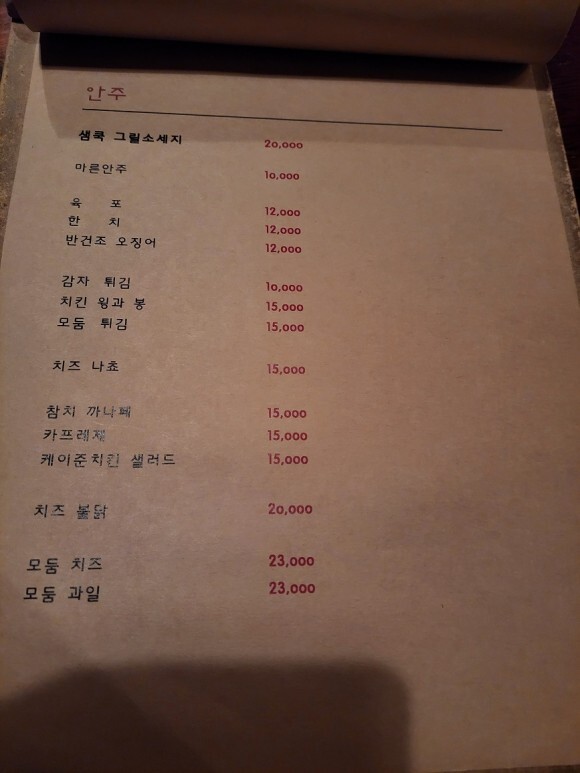 안주
샘쿡 그릴소세지 20,000
마른안주 10,000
육 포 12,000
한 치 12,000
반건조 오징어 12,000
감자 튀김 10,000
치킨 윙과 봉 15,000
모둠 튀김 15,000
치즈 나쵸 15,000
참치 까나페 15,000
카프레제 15,000
케이준치킨 샐러드 15,000
치즈 불닭 20,000
모둠 치즈 23,000
모둠 과일 23,000